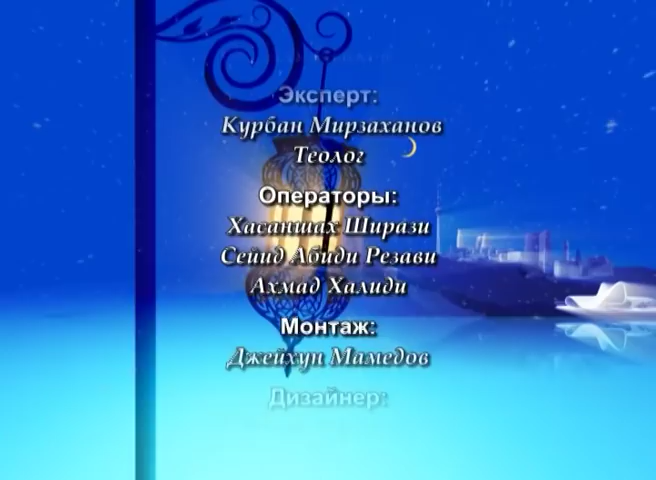 Эксперт:
Курбан Мирзаханов
Теолог
Операторы:
Хасаншах Ширази
Сейид Абиди Резави
Ахмад Халиди
Монтаж:
Джейхун Мамедов
Дизайнер: